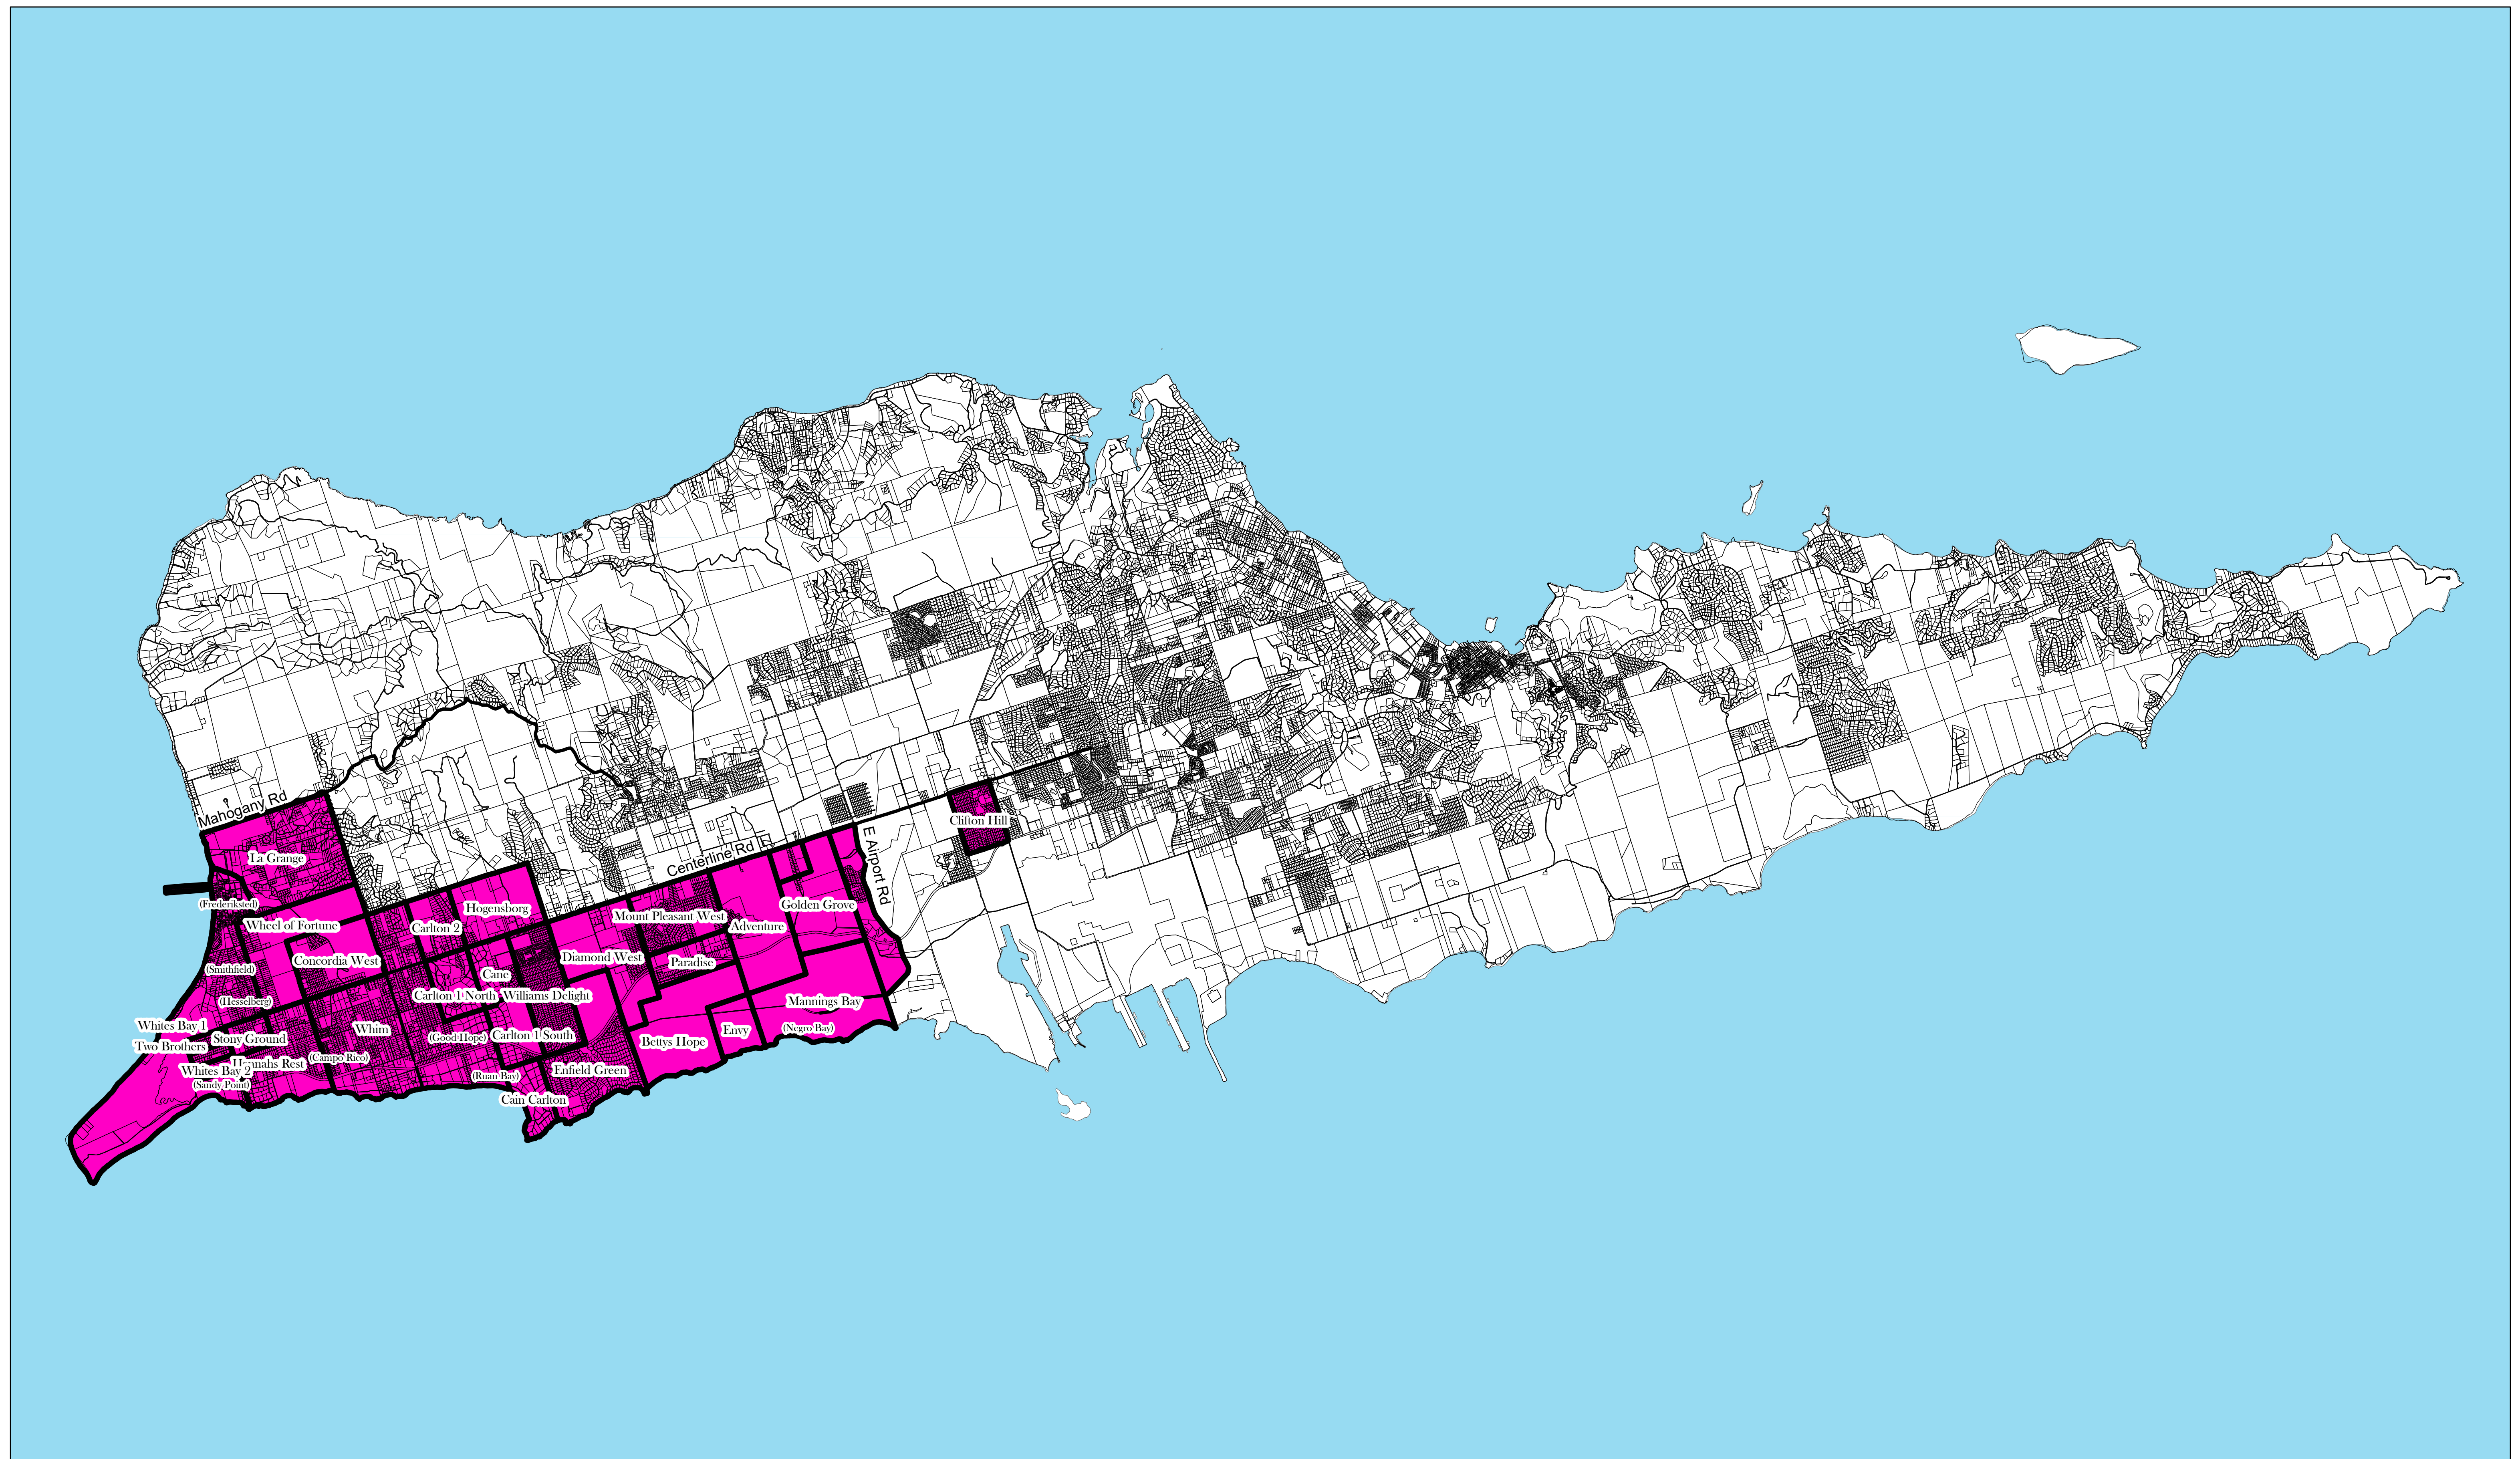 Mahogany Rd
Clifton Hill
E Airport Rd
Centerline Rd
La Grange
(Frederiksted)
Golden Grove
Hogensborg
Mount Pleasant West
Wheel of Fortune
Carlton 2
Adventure
Diamond West
Concordia West
Paradise
(Smithfield)
Cane
Carlton 1 North
Williams Delight
(Hesselberg)
Mannings Bay
Whites Bay 1
Whim
(Negro Bay)
Envy
Stony Ground
(Good Hope)
Carlton 1 South
Bettys Hope
Two Brothers
(Campo Rico)
Hannahs Rest
Whites Bay 2
Enfield Green
(Ruan Bay)
(Sandy Point)
Cain Carlton